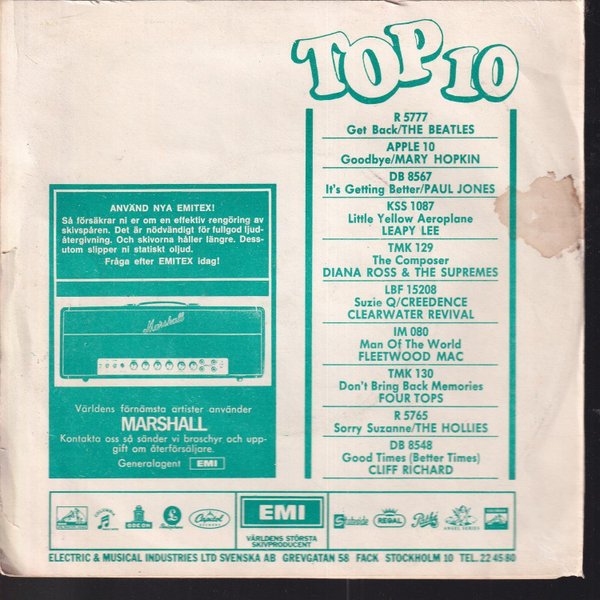 TOP 10
R 5777
Get Back/THE BEATLES
APPLE 10
Goodbye/MARY HOPKIN
DB 8567
It's Getting Better/PAUL JONES
KSS 1087
Little Yellow Aeroplane
LEAPY LEE
TMK 129
The Composer
DIANA ROSS & THE SUPREMES
LBF 15208
Suzie Q/CREEDENCE
CLEARWATER REVIVAL
IM 080
Man Of The World
FLEETWOOD MAC
TMK 130
Don't Bring Back Memories
FOUR TOPS
R 5765
Sorry Suzanne/THE HOLLIES
DB 8548
Good Times (Better Times)
CLIFF RICHARD
ANVÄND NYA EMITEX!
Så försäkrar ni er om en effektiv rengöring av
skivspåren. Det är nödvändigt för fullgod ljud-
återgivning. Och skivorna håller längre. Dess-
utom slipper ni statiskt oljud.
Fråga efter EMITEX idag!
Marshall
Världens förnämsta artister använder
MARSHALL
Kontakta oss så sänder vi broschyr och upp-
gift om återförsäljare.
Generalagent EMI
ODEON
Capitol
EMI
VÄRLDENS STÖRSTA
SKIVPRODUCENT
Stateside
REGAL
Pathé
ANGEL SERIES
ELECTRIC & MUSICAL INDUSTRIES LTD SVENSKA AB GREVGATAN 58 FACK STOCKHOLM 10 TEL. 22 45 80